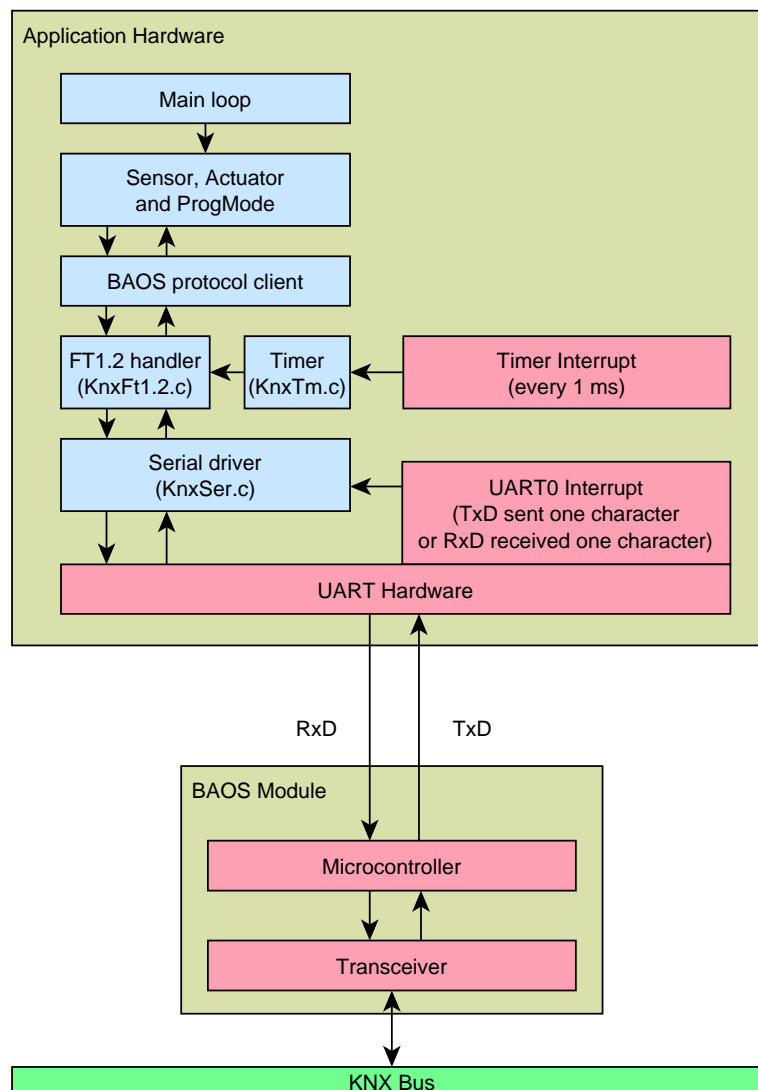 Application Hardware
Main loop
Sensor, Actuator
and ProgMode
BAOS protocol client
FT1.2 handler
(KnxFt1.2.c)
Timer
(KnxTm.c)
Timer Interrupt
(every 1 ms)
Serial driver
(KnxSer.c)
UART0 Interrupt
(TxD sent one character
or RxD received one character)
UART Hardware
RxD
TxD
BAOS Module
Microcontroller
Transceiver
KNX Bus